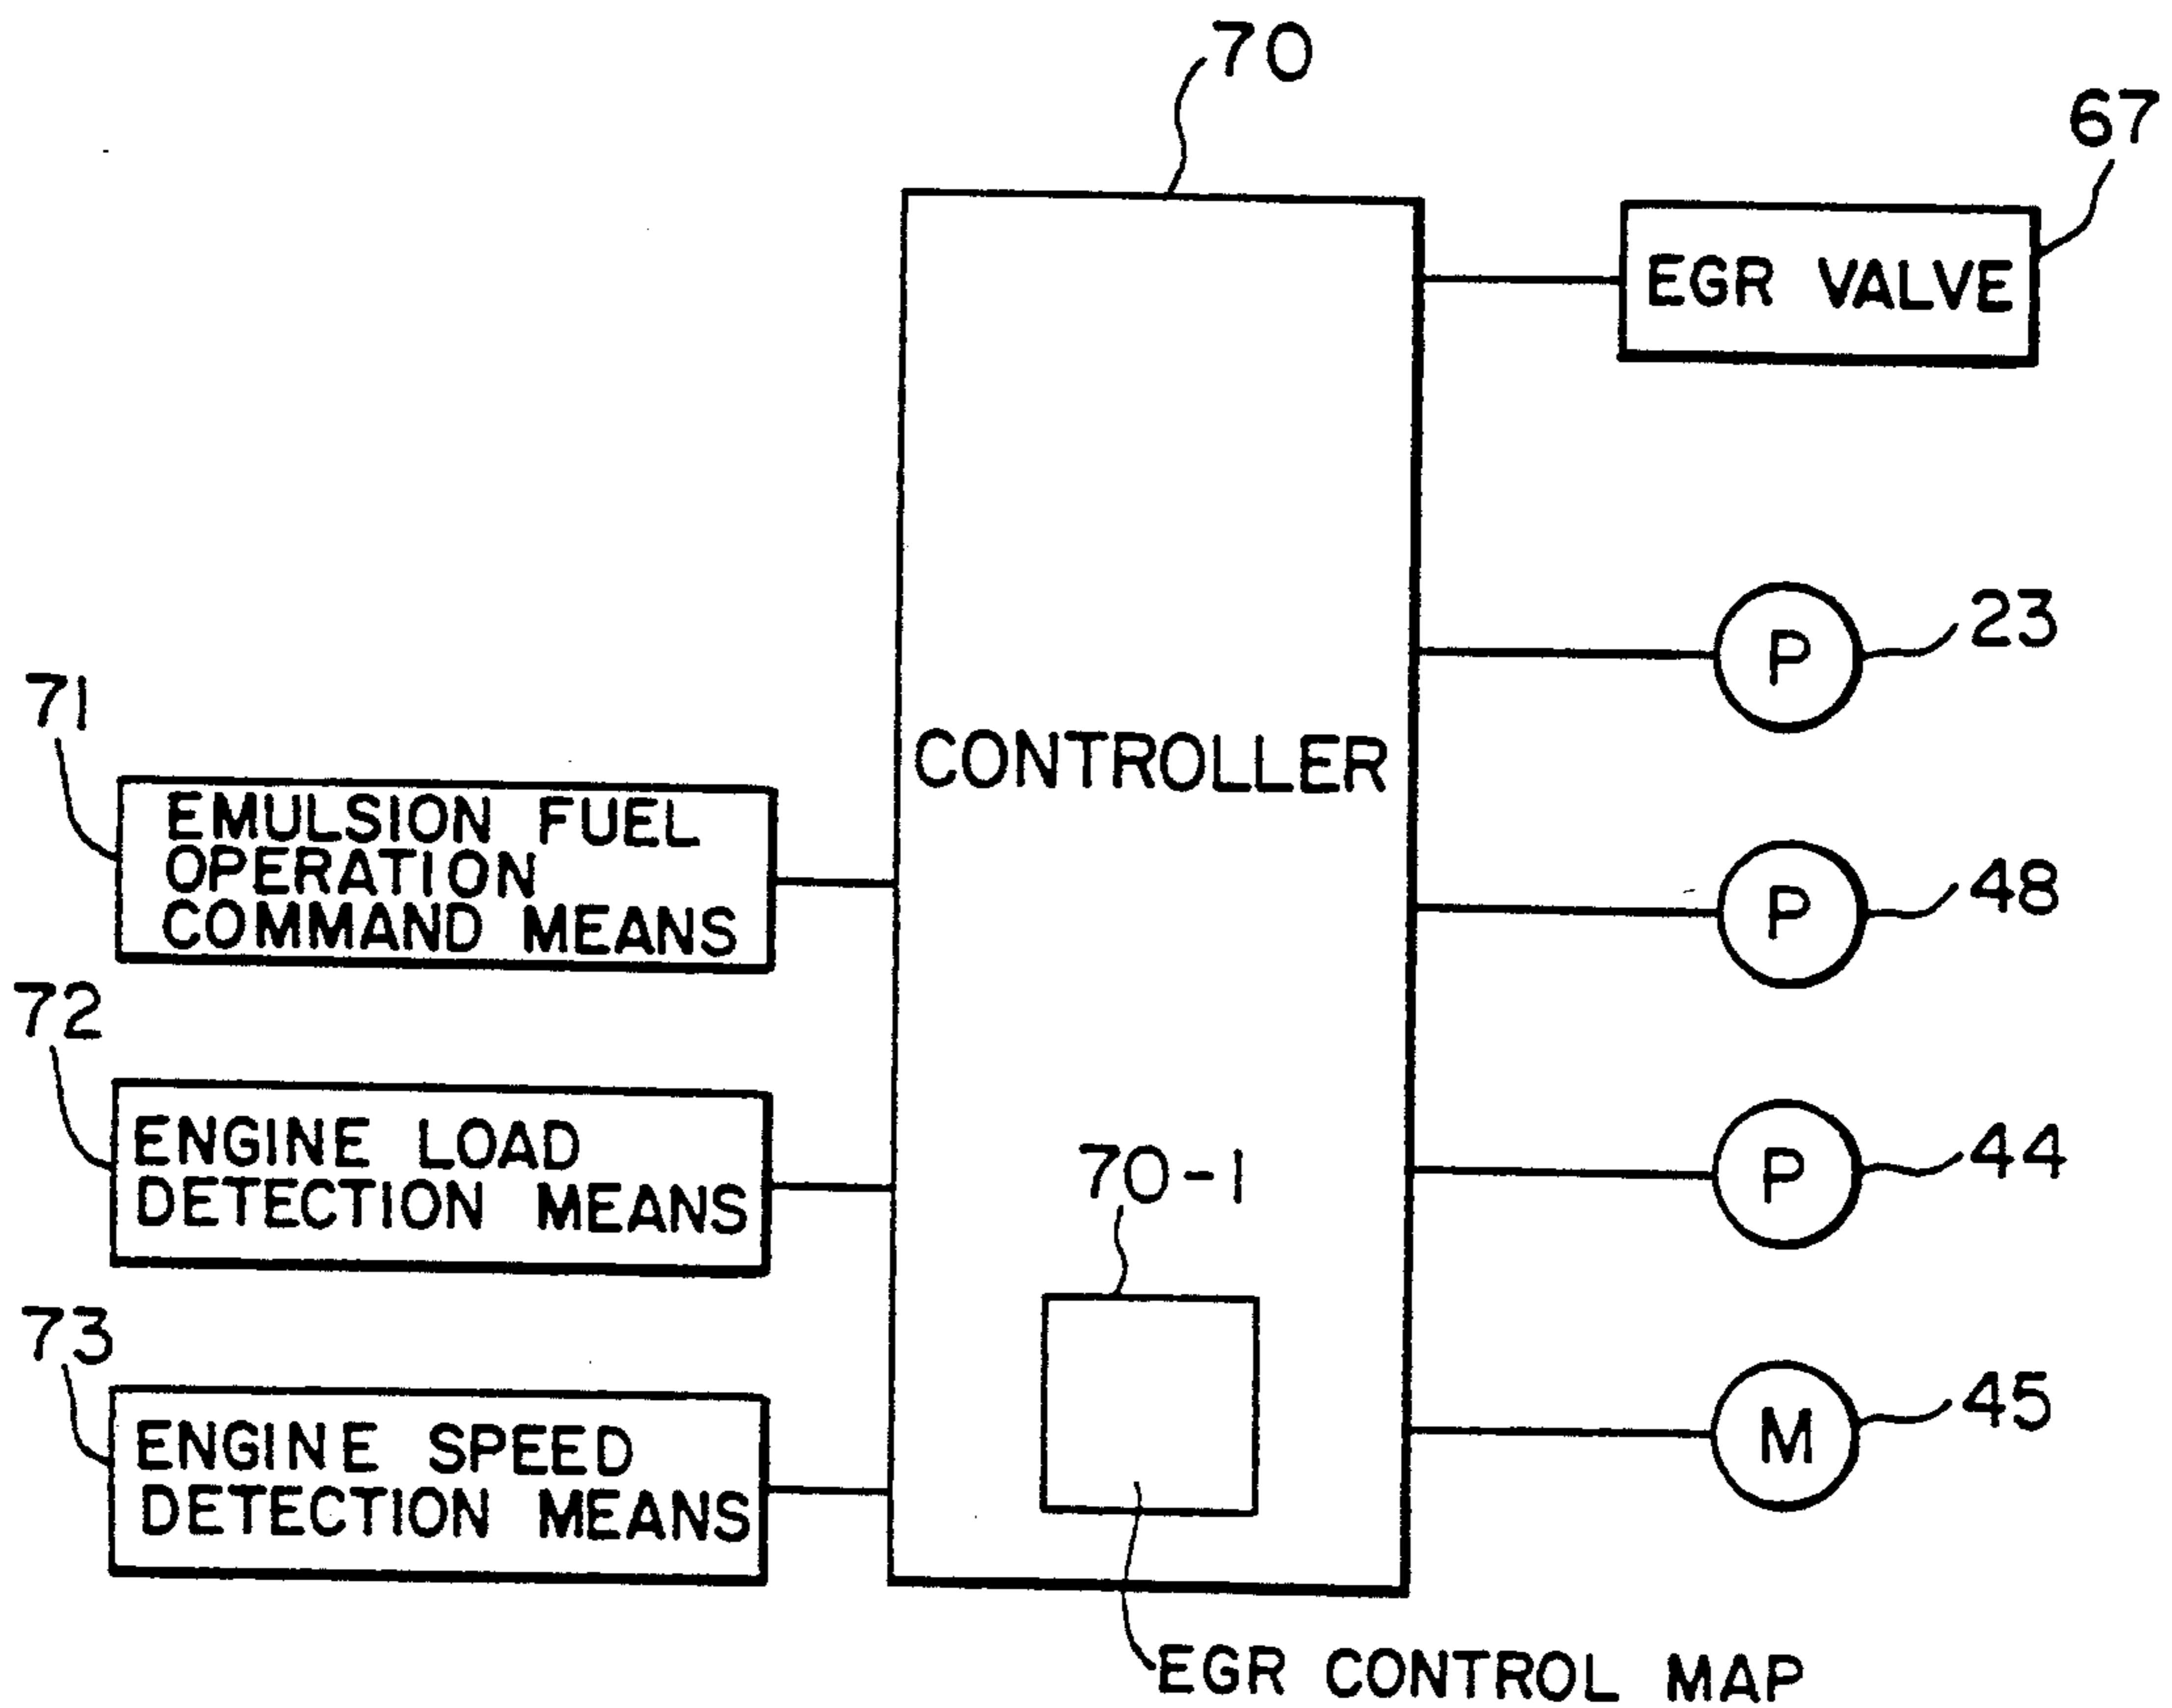 70
67
EGR VALVE
P
23
CONTROLLER
71
EMULSION FUEL
OPERATION
COMMAND MEANS
P
48
72
ENGINE LOAD
DETECTION MEANS
P
44
70-1
73
ENGINE SPEED
DETECTION MEANS
M
45
EGR CONTROL MAP